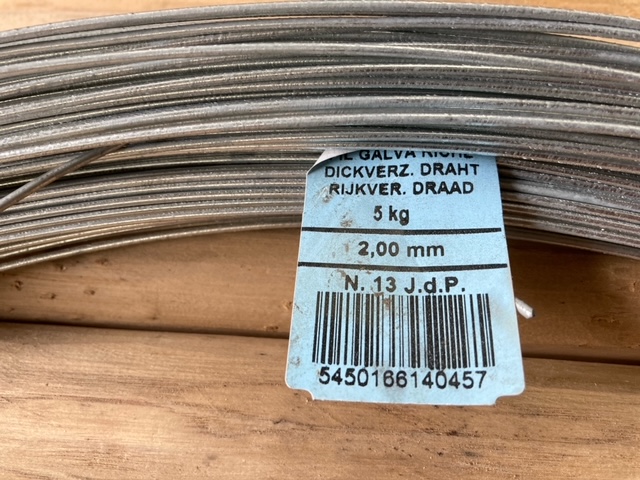 GALVA
DICKVERZ. DRAHT
RIJKVER. DRAAD
5 kg
2,00 mm
N. 13 J.d.P.
5450166140457